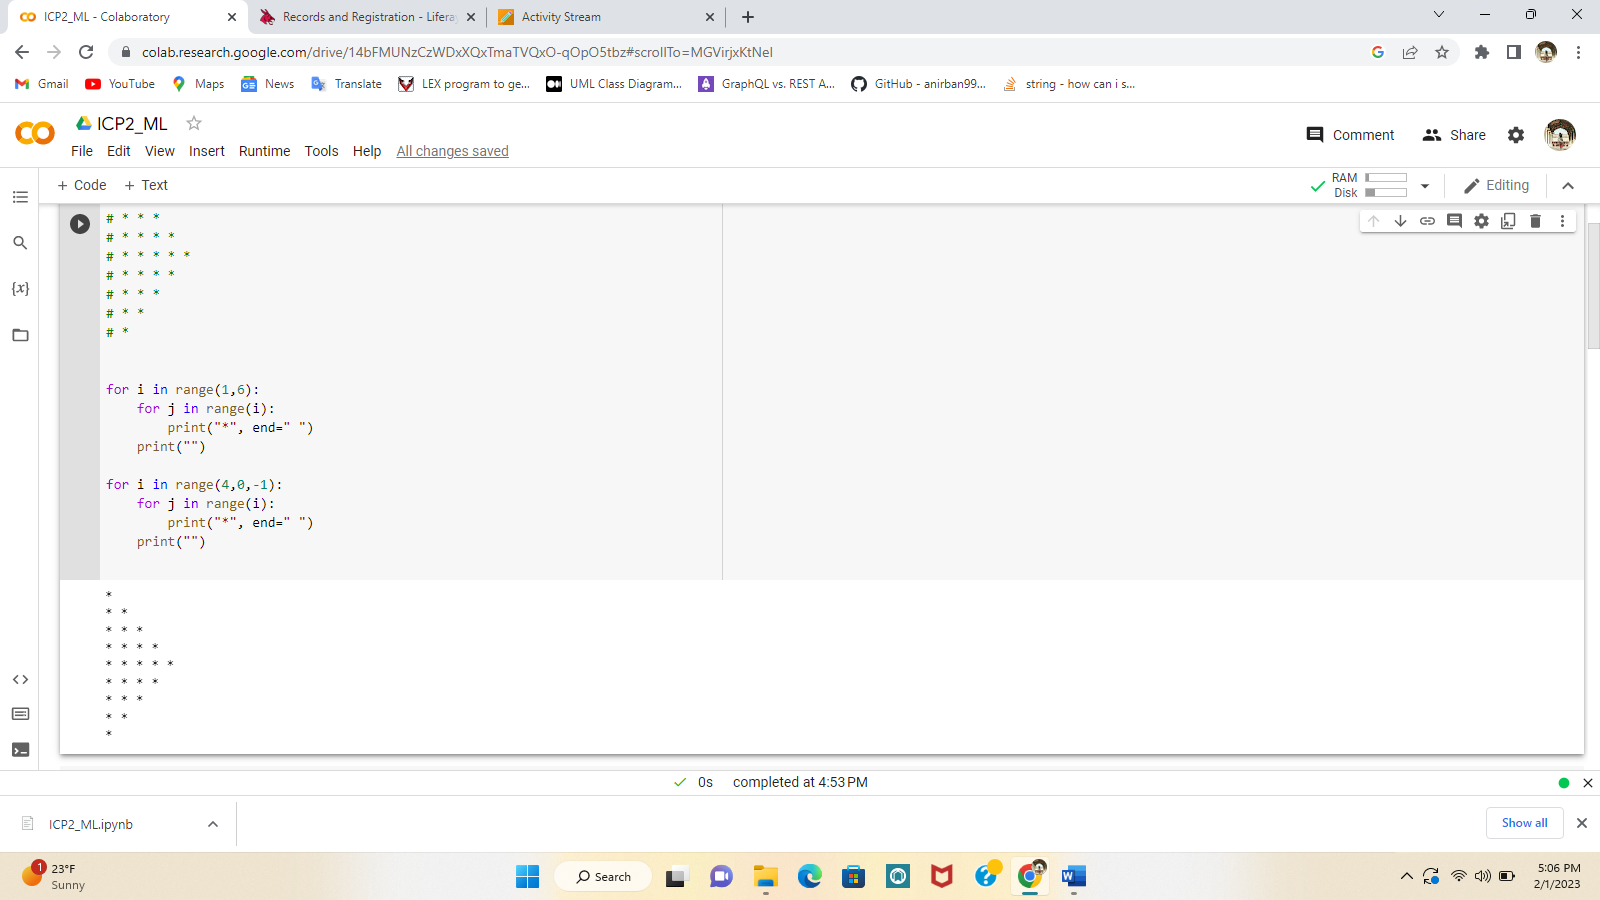 ICP2_ML - Colaboratory
Records and Registration - Lifera
Activity Stream
colab.research.google.com/drive/14bFMUNzCzWDxXQxTmaTVQxO-qOpO5tbz#scrollTo=MGVirjxKtNeI
Gmail YouTube Maps News Translate LEX program to ge... UML Class Diagram... GraphQL vs. REST A... GitHub - anirban99... string - how can i s...
ICP2_ML
Comment Share
File Edit View Insert Runtime Tools Help All changes saved
+ Code + Text
RAM
Disk
Editing
# * * *
# * * * *
# * * * * *
# * * * *
# * * *
# * *
# *
for i in range(1,6):
    for j in range(i):
        print("*", end=" ")
    print("")
for i in range(4,0,-1):
    for j in range(i):
        print("*", end=" ")
    print("")
*
* *
* * *
* * * *
* * * * *
* * * *
* * *
* *
*
0s completed at 4:53 PM
ICP2_ML.ipynb
Show all
1
23°F
Sunny
Search
5:06 PM
2/1/2023